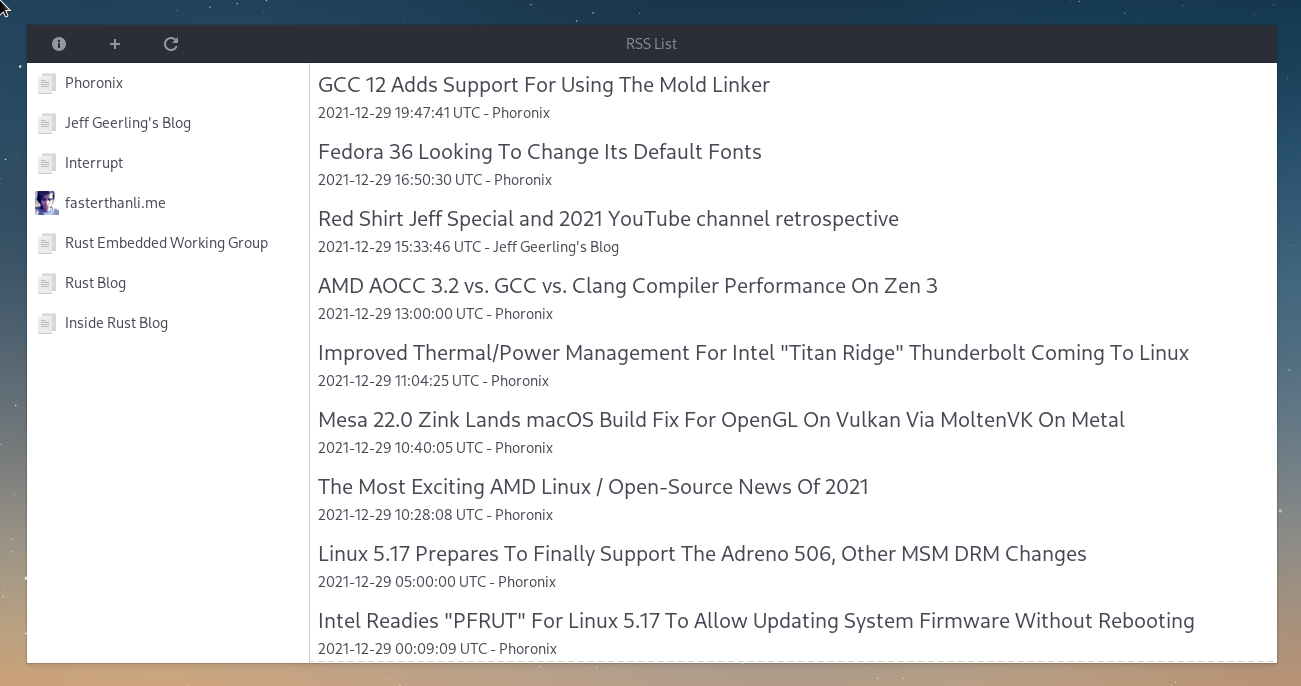 RSS List
Phoronix
Jeff Geerling's Blog
Interrupt
fasterthanli.me
Rust Embedded Working Group
Rust Blog
Inside Rust Blog
GCC 12 Adds Support For Using The Mold Linker
2021-12-29 19:47:41 UTC - Phoronix
Fedora 36 Looking To Change Its Default Fonts
2021-12-29 16:50:30 UTC - Phoronix
Red Shirt Jeff Special and 2021 YouTube channel retrospective
2021-12-29 15:33:46 UTC - Jeff Geerling's Blog
AMD AOCC 3.2 vs. GCC vs. Clang Compiler Performance On Zen 3
2021-12-29 13:00:00 UTC - Phoronix
Improved Thermal/Power Management For Intel "Titan Ridge" Thunderbolt Coming To Linux
2021-12-29 11:04:25 UTC - Phoronix
Mesa 22.0 Zink Lands macOS Build Fix For OpenGL On Vulkan Via MoltenVK On Metal
2021-12-29 10:40:05 UTC - Phoronix
The Most Exciting AMD Linux / Open-Source News Of 2021
2021-12-29 10:28:08 UTC - Phoronix
Linux 5.17 Prepares To Finally Support The Adreno 506, Other MSM DRM Changes
2021-12-29 05:00:00 UTC - Phoronix
Intel Readies "PFRUT" For Linux 5.17 To Allow Updating System Firmware Without Rebooting
2021-12-29 00:09:09 UTC - Phoronix